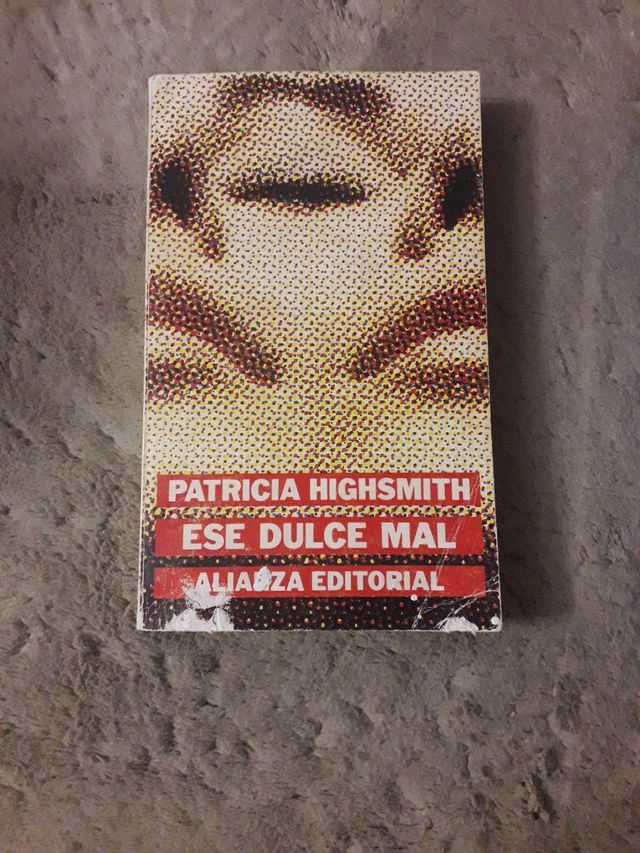 PATRICIA HIGHSMITH
ESE DULCE MAL
ALIANZA EDITORIAL